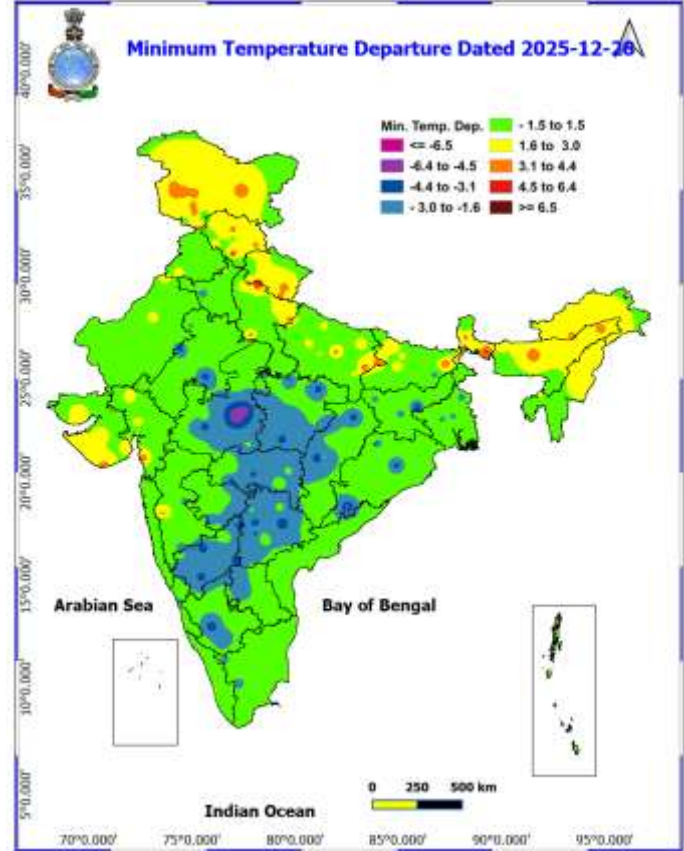 Minimum Temperature Departure Dated 2025-12-28
Min. Temp. Dep.
<= -6.5
-6.4 to -4.5
-4.4 to -3.1
- 3.0 to -1.6
- 1.5 to 1.5
1.6 to 3.0
3.1 to 4.4
4.5 to 6.4
>= 6.5
40°0.000'
35°0.000'
30°0.000'
25°0.000'
20°0.000'
15°0.000'
10°0.000'
5°0.000'
Arabian Sea
Bay of Bengal
Indian Ocean
0 250 500 km
70°0.000' 75°0.000' 80°0.000' 85°0.000' 90°0.000' 95°0.000'